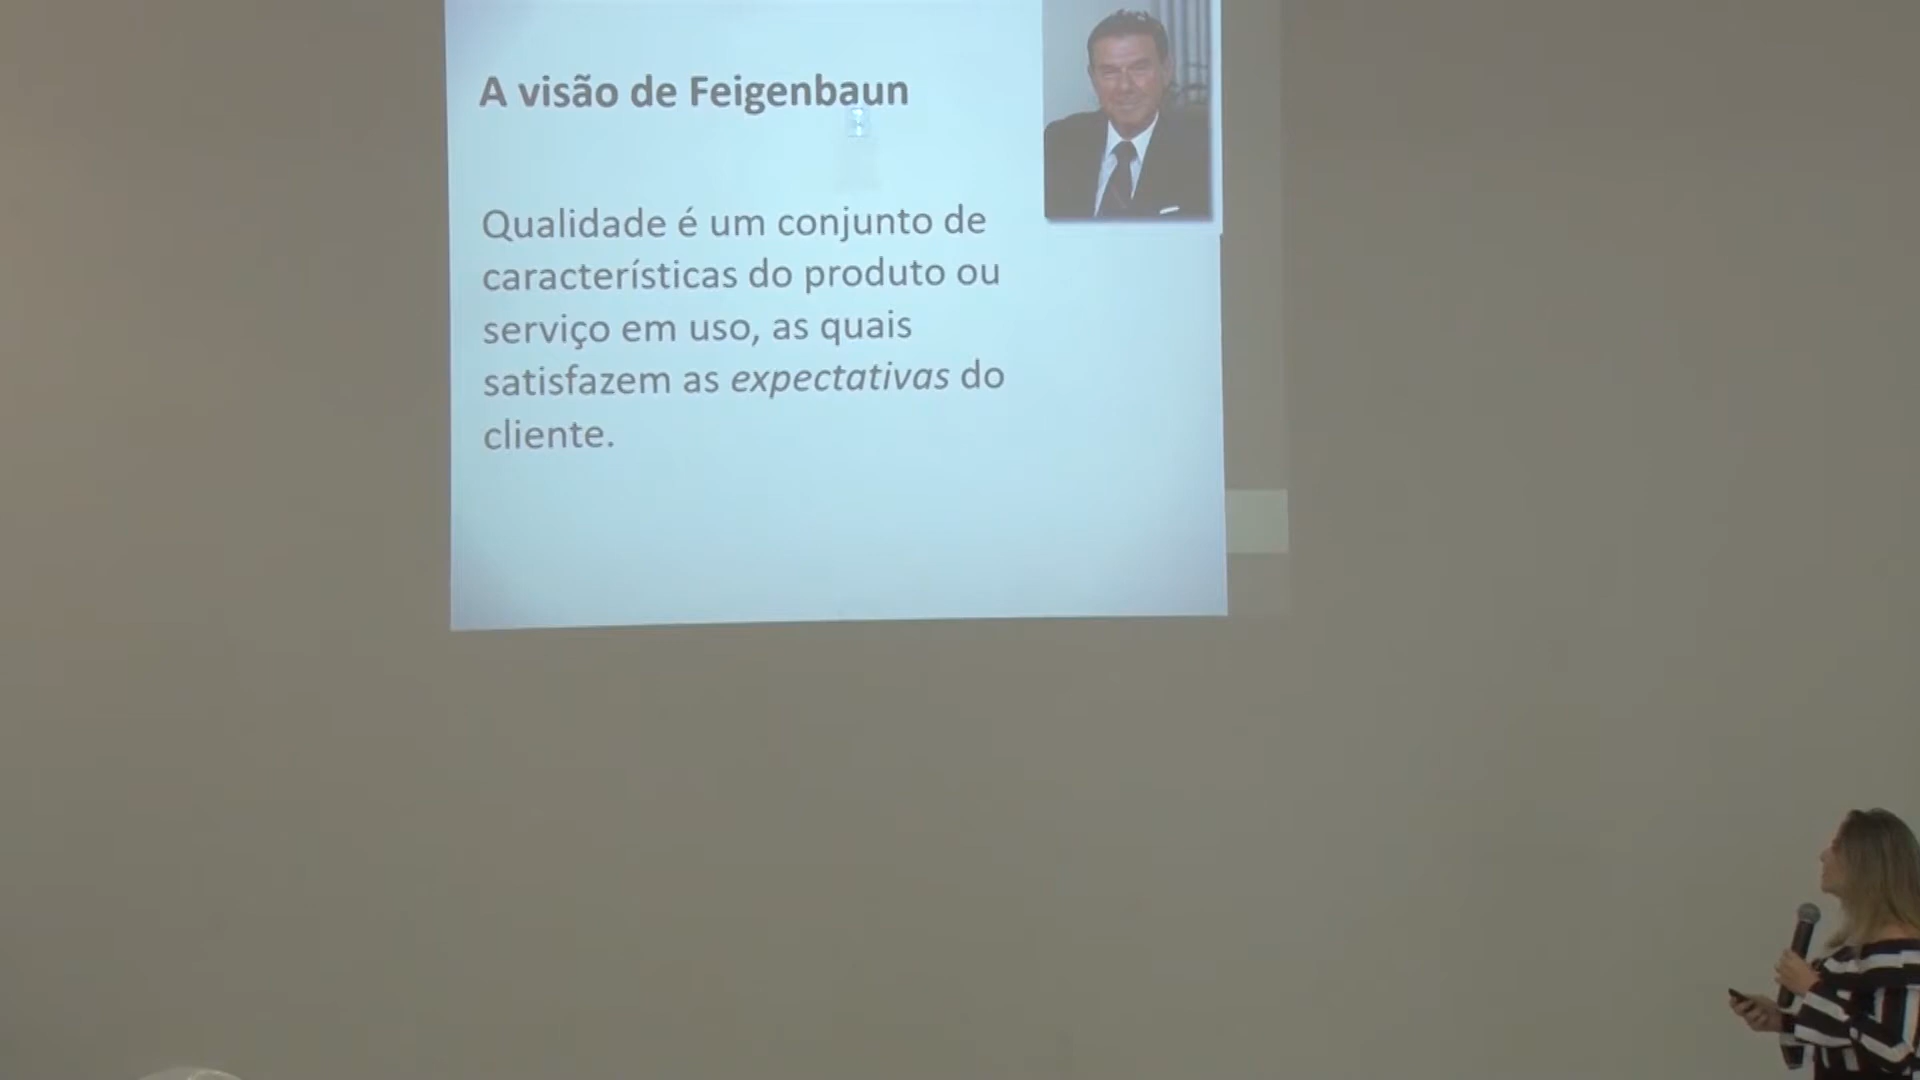 A visão de Feigenbaun
Qualidade é um conjunto de
características do produto ou
serviço em uso, as quais
satisfazem as expectativas do
cliente.